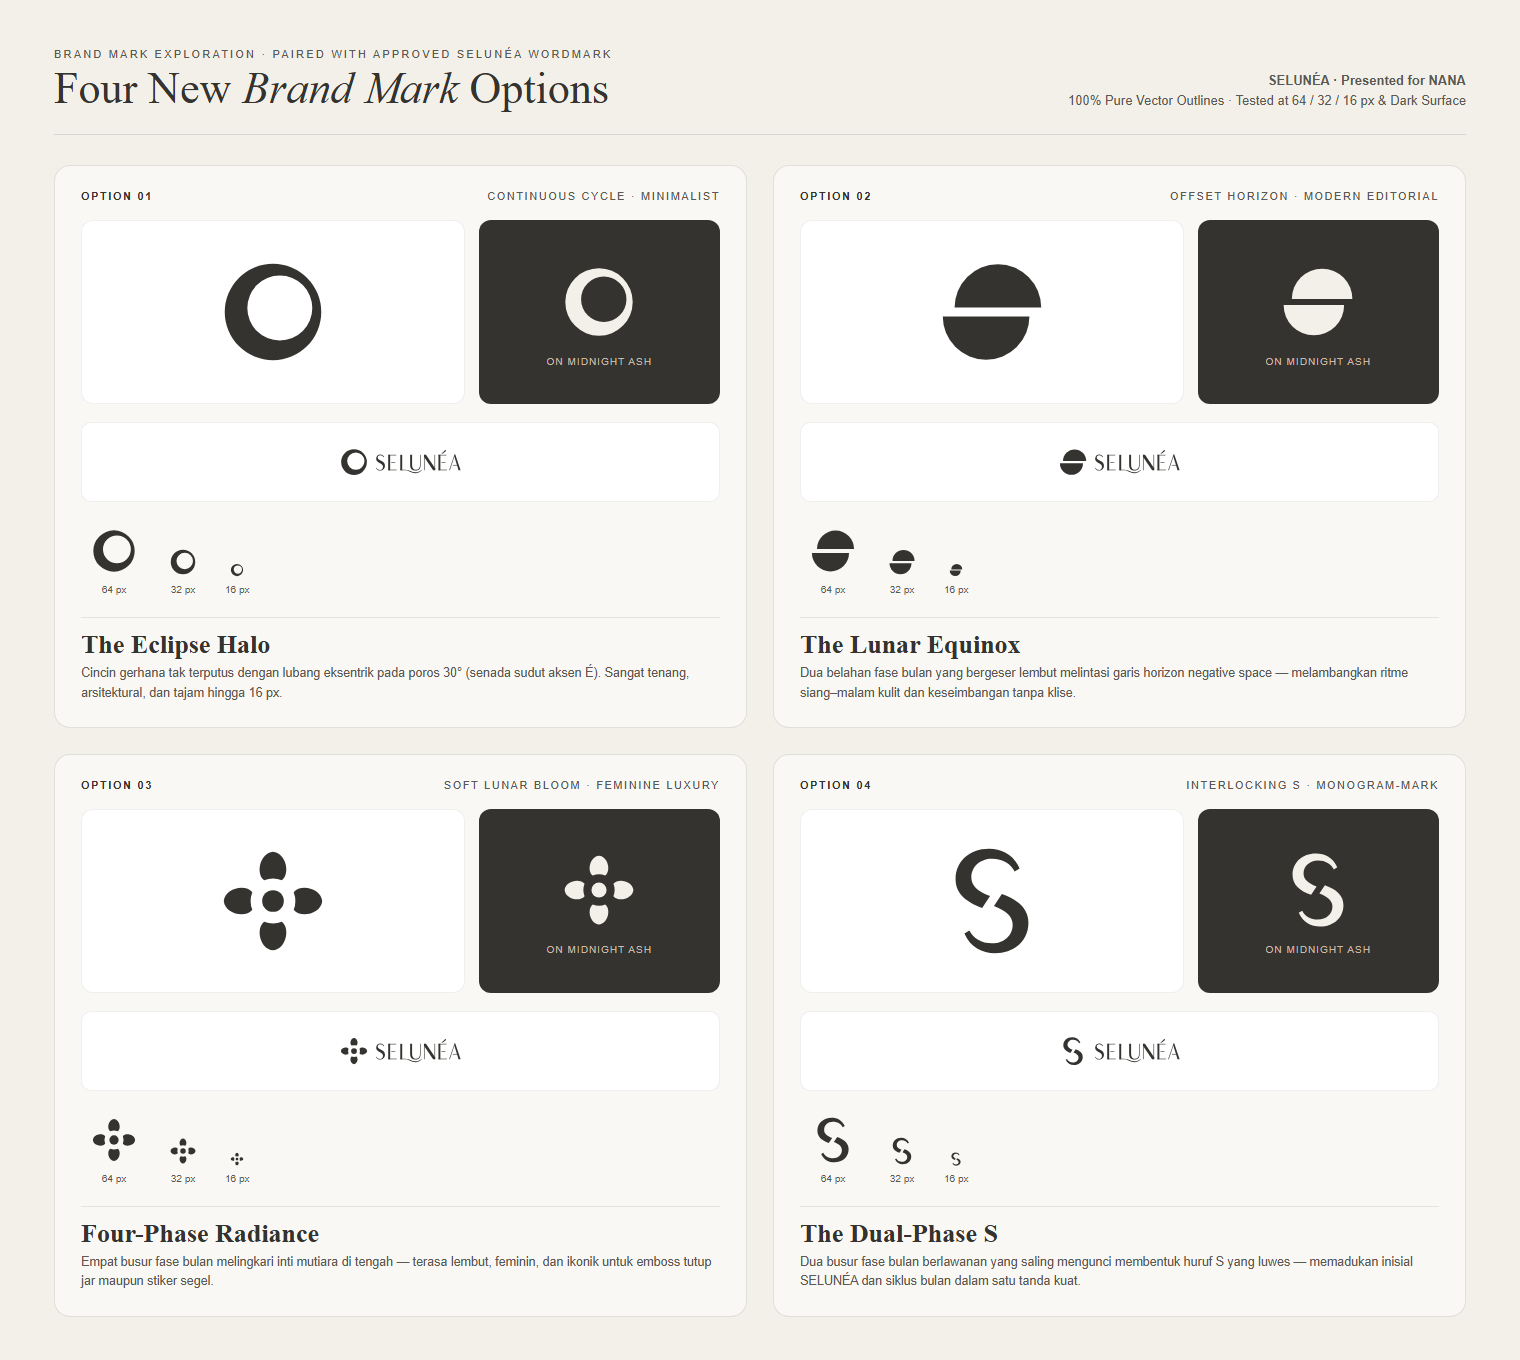 BRAND MARK EXPLORATION · PAIRED WITH APPROVED SELUNÉA WORDMARK
Four New Brand Mark Options
SELUNÉA · Presented for NANA
100% Pure Vector Outlines · Tested at 64 / 32 / 16 px & Dark Surface
OPTION 01
CONTINUOUS CYCLE · MINIMALIST
ON MIDNIGHT ASH
SELUNÉA
64 px
32 px
16 px
The Eclipse Halo
Cincin gerhana tak terputus dengan lubang eksentrik pada poros 30° (senada sudut aksen É). Sangat tenang,
arsitektural, dan tajam hingga 16 px.
OPTION 02
OFFSET HORIZON · MODERN EDITORIAL
ON MIDNIGHT ASH
SELUNÉA
64 px
32 px
16 px
The Lunar Equinox
Dua belahan fase bulan yang bergeser lembut melintasi garis horizon negative space — melambangkan ritme
siang–malam kulit dan keseimbangan tanpa klise.
OPTION 03
SOFT LUNAR BLOOM · FEMININE LUXURY
ON MIDNIGHT ASH
SELUNÉA
64 px
32 px
16 px
Four-Phase Radiance
Empat busur fase bulan melingkari inti mutiara di tengah — terasa lembut, feminin, dan ikonik untuk emboss tutup
jar maupun stiker segel.
OPTION 04
INTERLOCKING S · MONOGRAM-MARK
S
ON MIDNIGHT ASH
SELUNÉA
64 px
32 px
16 px
The Dual-Phase S
Dua busur fase bulan berlawanan yang saling mengunci membentuk huruf S yang luwes — memadukan inisial
SELUNÉA dan siklus bulan dalam satu tanda kuat.